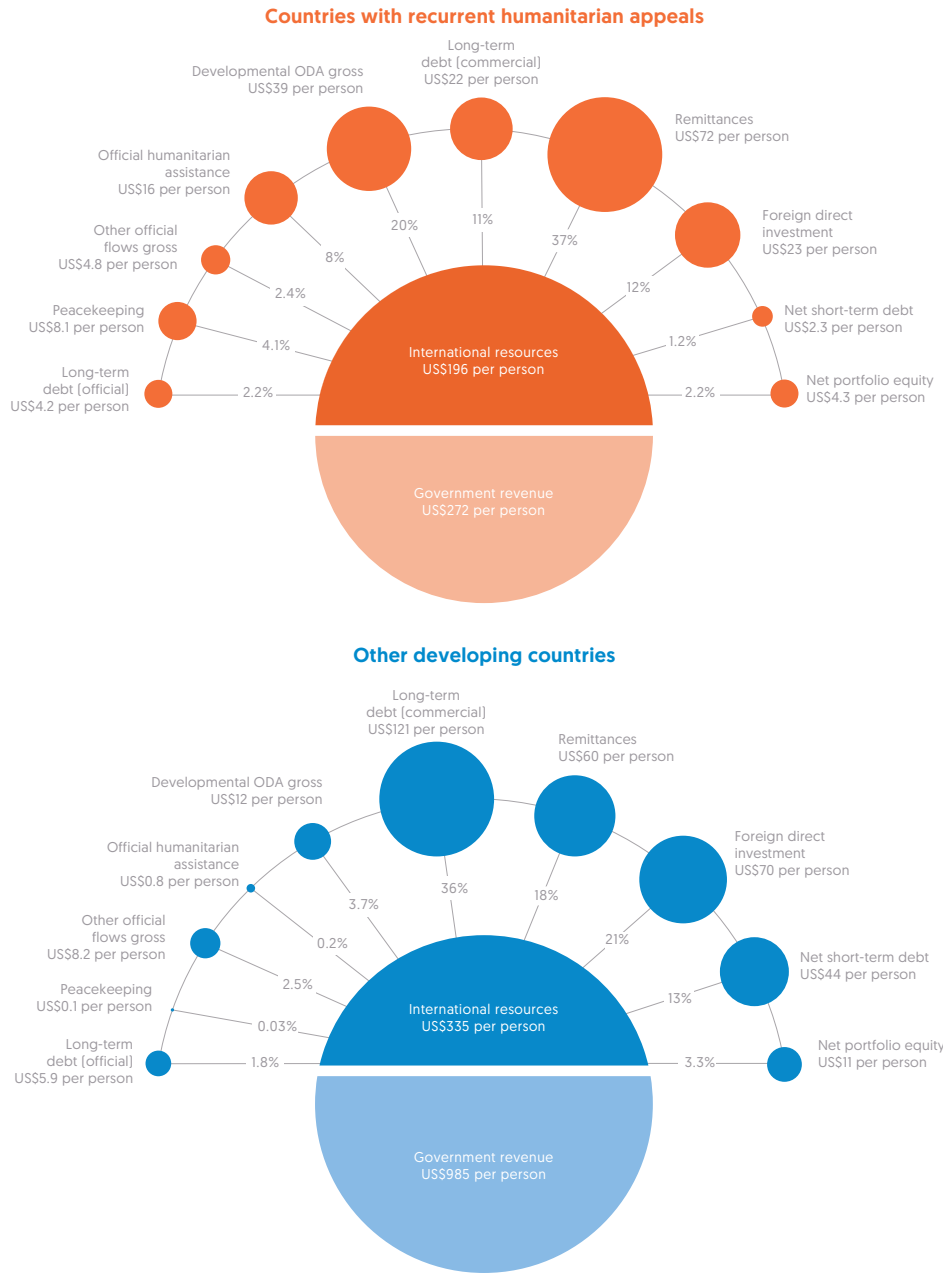 Countries with recurrent humanitarian appeals
Long-term
debt (commercial)
US$22 per person
Developmental ODA gross
US$39 per person
Remittances
US$72 per person
Official humanitarian
assistance
US$16 per person
Foreign direct
investment
US$23 per person
Other official
flows gross
US$4.8 per person
Peacekeeping
US$8.1 per person
Net short-term debt
US$2.3 per person
Long-term
debt (official)
US$4.2 per person
Net portfolio equity
US$4.3 per person
2.2%
4.1%
2.4%
8%
20%
11%
37%
12%
1.2%
2.2%
International resources
US$196 per person
Government revenue
US$272 per person
Other developing countries
Long-term
debt (commercial)
US$121 per person
Remittances
US$60 per person
Developmental ODA gross
US$12 per person
Official humanitarian
assistance
US$0.8 per person
Foreign direct
investment
US$70 per person
Other official
flows gross
US$8.2 per person
Net short-term debt
US$44 per person
Peacekeeping
US$0.1 per person
Long-term
debt (official)
US$5.9 per person
Net portfolio equity
US$11 per person
1.8%
0.03%
2.5%
0.2%
3.7%
36%
18%
21%
13%
3.3%
International resources
US$335 per person
Government revenue
US$985 per person